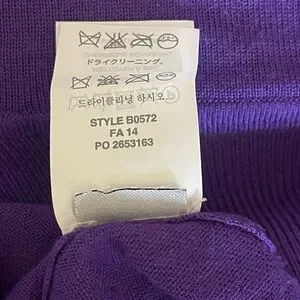 ドライクリーニング。
드라이클리닝 하시오.
STYLE B0572
FA 14
PO 2653163